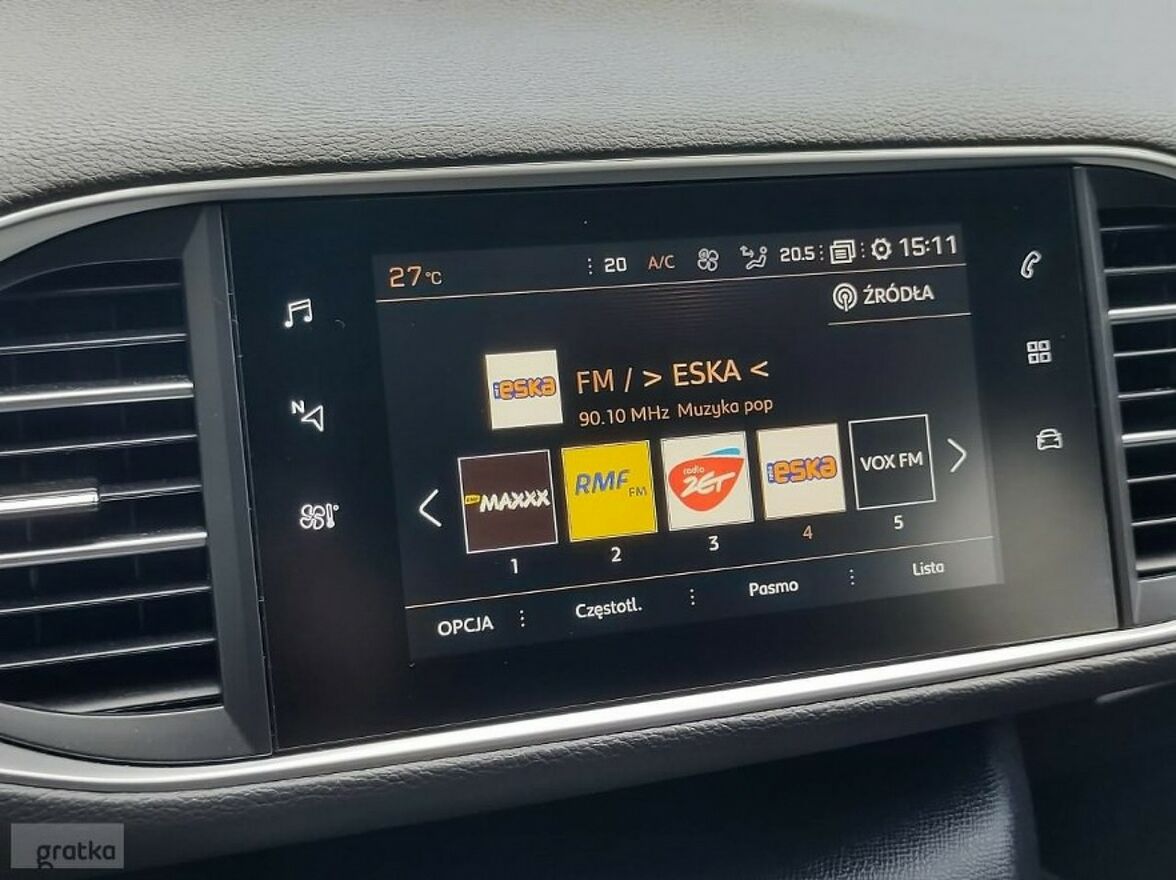 27°C
20 A/C 20.5 15:11
ŹRÓDŁA
ESKA
FM / > ESKA <
90.10 MHz Muzyka pop
N
RMF MAXXX
RMF FM
radio ZET
ESKA
VOX FM
1 2 3 4 5
OPCJA Częstotl. Pasmo Lista
gratka